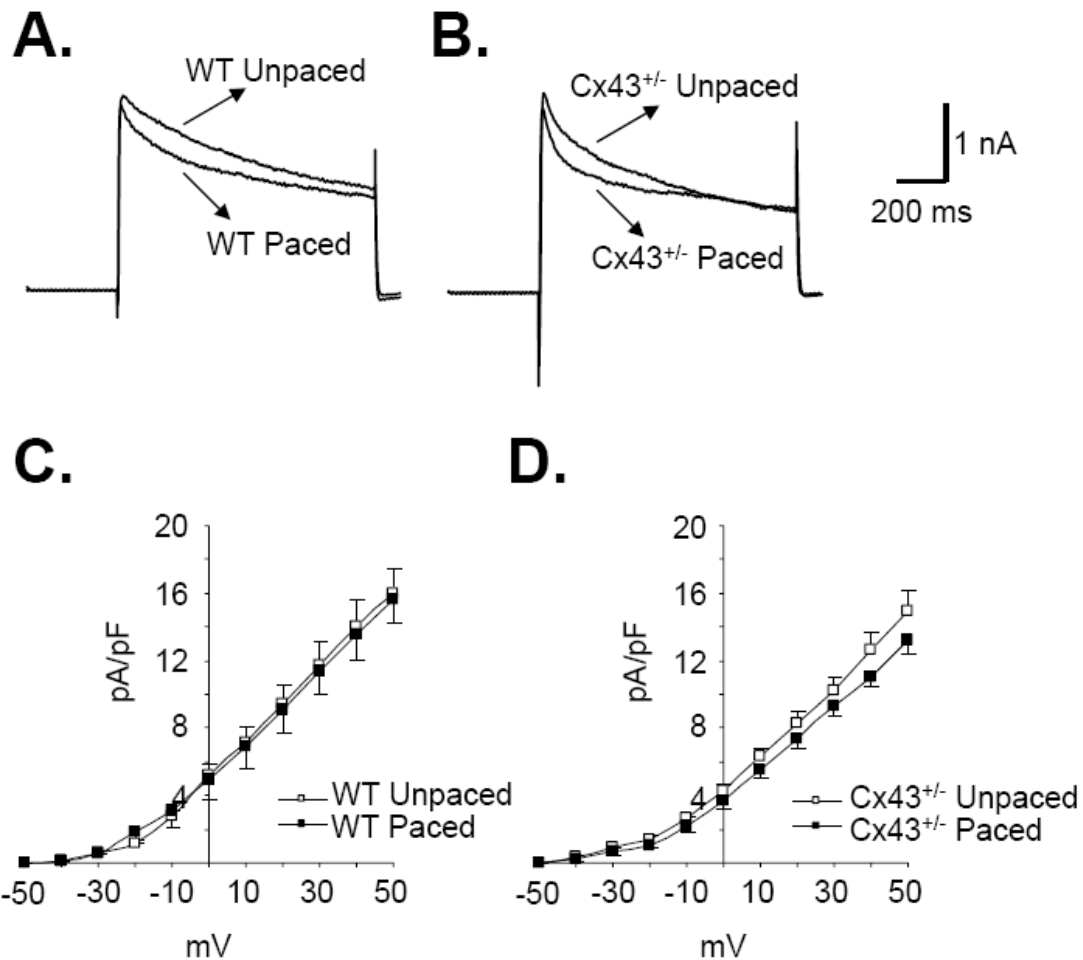 A.
WT Unpaced
WT Paced
B.
Cx43+/- Unpaced
Cx43+/- Paced
1 nA
200 ms
C.
20
16
12
8
4
pA/pF
WT Unpaced
WT Paced
-50 -30 -10 10 30 50
mV
D.
20
16
12
8
4
pA/pF
Cx43+/- Unpaced
Cx43+/- Paced
-50 -30 -10 10 30 50
mV